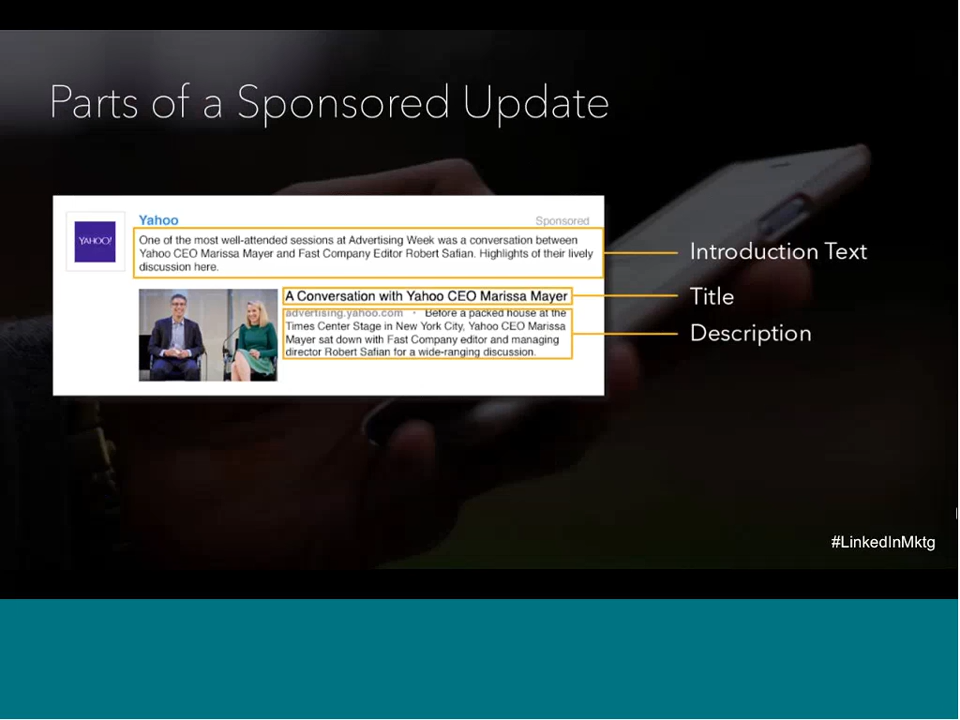 Parts of a Sponsored Update
Yahoo
Sponsored
YAHOO!
One of the most well-attended sessions at Advertising Week was a conversation between
Yahoo CEO Marissa Mayer and Fast Company Editor Robert Safian. Highlights of their lively
discussion here.
Introduction Text
A Conversation with Yahoo CEO Marissa Mayer
Title
advertising.yahoo.com · Before a packed house at the
Times Center Stage in New York City, Yahoo CEO Marissa
Mayer sat down with Fast Company editor and managing
director Robert Safian for a wide-ranging discussion.
Description
#LinkedInMktg